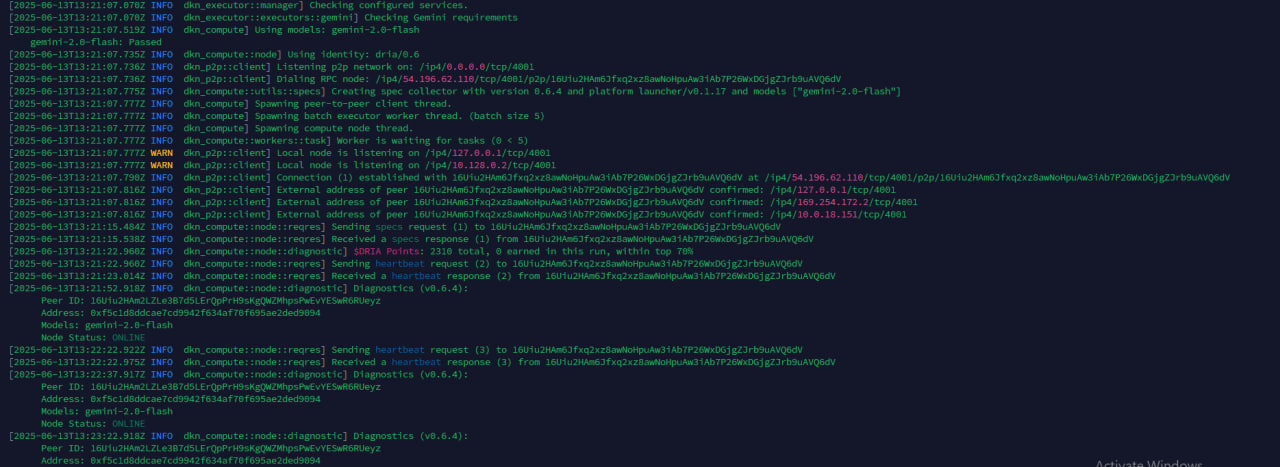 [2025-06-13T13:21:07.070Z INFO  dkn_executor::manager] Checking configured services.
[2025-06-13T13:21:07.070Z INFO  dkn_executor::executors::gemini] Checking Gemini requirements
[2025-06-13T13:21:07.519Z INFO  dkn_compute] Using models: gemini-2.0-flash
gemini-2.0-flash: Passed
[2025-06-13T13:21:07.735Z INFO  dkn_compute::node] Using identity: dria/0.6
[2025-06-13T13:21:07.736Z INFO  dkn_p2p::client] Listening p2p network on: /ip4/0.0.0.0/tcp/4001
[2025-06-13T13:21:07.736Z INFO  dkn_p2p::client] Dialing RPC node: /ip4/54.196.62.110/tcp/4001/p2p/16Uiu2HAm6Jfxq2xz8awNoHpuAw3iAb7P26WxDGjgZJrb9uAVQ6dV
[2025-06-13T13:21:07.775Z INFO  dkn_compute::utils::specs] Creating spec collector with version 0.6.4 and platform launcher/v0.1.17 and models ["gemini-2.0-flash"]
[2025-06-13T13:21:07.777Z INFO  dkn_compute] Spawning peer-to-peer client thread.
[2025-06-13T13:21:07.777Z INFO  dkn_compute] Spawning batch executor worker thread. (batch size 5)
[2025-06-13T13:21:07.777Z INFO  dkn_compute] Spawning compute node thread.
[2025-06-13T13:21:07.777Z INFO  dkn_compute::workers::task] Worker is waiting for tasks (0 < 5)
[2025-06-13T13:21:07.777Z WARN  dkn_p2p::client] Local node is listening on /ip4/127.0.0.1/tcp/4001
[2025-06-13T13:21:07.777Z WARN  dkn_p2p::client] Local node is listening on /ip4/10.128.0.2/tcp/4001
[2025-06-13T13:21:07.790Z INFO  dkn_p2p::client] Connection (1) established with 16Uiu2HAm6Jfxq2xz8awNoHpuAw3iAb7P26WxDGjgZJrb9uAVQ6dV at /ip4/54.196.62.110/tcp/4001/p2p/16Uiu2HAm6Jfxq2xz8awNoHpuAw3iAb7P26WxDGjgZJrb9uAVQ6dV
[2025-06-13T13:21:07.816Z INFO  dkn_p2p::client] External address of peer 16Uiu2HAm6Jfxq2xz8awNoHpuAw3iAb7P26WxDGjgZJrb9uAVQ6dV confirmed: /ip4/127.0.0.1/tcp/4001
[2025-06-13T13:21:07.816Z INFO  dkn_p2p::client] External address of peer 16Uiu2HAm6Jfxq2xz8awNoHpuAw3iAb7P26WxDGjgZJrb9uAVQ6dV confirmed: /ip4/169.254.172.2/tcp/4001
[2025-06-13T13:21:07.816Z INFO  dkn_p2p::client] External address of peer 16Uiu2HAm6Jfxq2xz8awNoHpuAw3iAb7P26WxDGjgZJrb9uAVQ6dV confirmed: /ip4/10.0.18.151/tcp/4001
[2025-06-13T13:21:15.484Z INFO  dkn_compute::node::reqres] Sending specs request (1) to 16Uiu2HAm6Jfxq2xz8awNoHpuAw3iAb7P26WxDGjgZJrb9uAVQ6dV
[2025-06-13T13:21:15.538Z INFO  dkn_compute::node::reqres] Received a specs response (1) from 16Uiu2HAm6Jfxq2xz8awNoHpuAw3iAb7P26WxDGjgZJrb9uAVQ6dV
[2025-06-13T13:21:22.960Z INFO  dkn_compute::node::diagnostic] $DRIA Points: 2310 total, 0 earned in this run, within top 70%
[2025-06-13T13:21:22.960Z INFO  dkn_compute::node::reqres] Sending heartbeat request (2) to 16Uiu2HAm6Jfxq2xz8awNoHpuAw3iAb7P26WxDGjgZJrb9uAVQ6dV
[2025-06-13T13:21:23.014Z INFO  dkn_compute::node::reqres] Received a heartbeat response (2) from 16Uiu2HAm6Jfxq2xz8awNoHpuAw3iAb7P26WxDGjgZJrb9uAVQ6dV
[2025-06-13T13:21:52.918Z INFO  dkn_compute::node::diagnostic] Diagnostics (v0.6.4):
Peer ID: 16Uiu2HAm2LZLe3B7d5LErQpPrH9sKgQWZMhpsPwEvYESwR6RUeyz
Address: 0xf5c1d8ddcae7cd9942f634af70f695ae2ded9094
Models: gemini-2.0-flash
Node Status: ONLINE
[2025-06-13T13:22:22.922Z INFO  dkn_compute::node::reqres] Sending heartbeat request (3) to 16Uiu2HAm6Jfxq2xz8awNoHpuAw3iAb7P26WxDGjgZJrb9uAVQ6dV
[2025-06-13T13:22:22.975Z INFO  dkn_compute::node::reqres] Received a heartbeat response (3) from 16Uiu2HAm6Jfxq2xz8awNoHpuAw3iAb7P26WxDGjgZJrb9uAVQ6dV
[2025-06-13T13:22:37.917Z INFO  dkn_compute::node::diagnostic] Diagnostics (v0.6.4):
Peer ID: 16Uiu2HAm2LZLe3B7d5LErQpPrH9sKgQWZMhpsPwEvYESwR6RUeyz
Address: 0xf5c1d8ddcae7cd9942f634af70f695ae2ded9094
Models: gemini-2.0-flash
Node Status: ONLINE
[2025-06-13T13:23:22.918Z INFO  dkn_compute::node::diagnostic] Diagnostics (v0.6.4):
Peer ID: 16Uiu2HAm2LZLe3B7d5LErQpPrH9sKgQWZMhpsPwEvYESwR6RUeyz
Address: 0xf5c1d8ddcae7cd9942f634af70f695ae2ded9094
Activate Windows